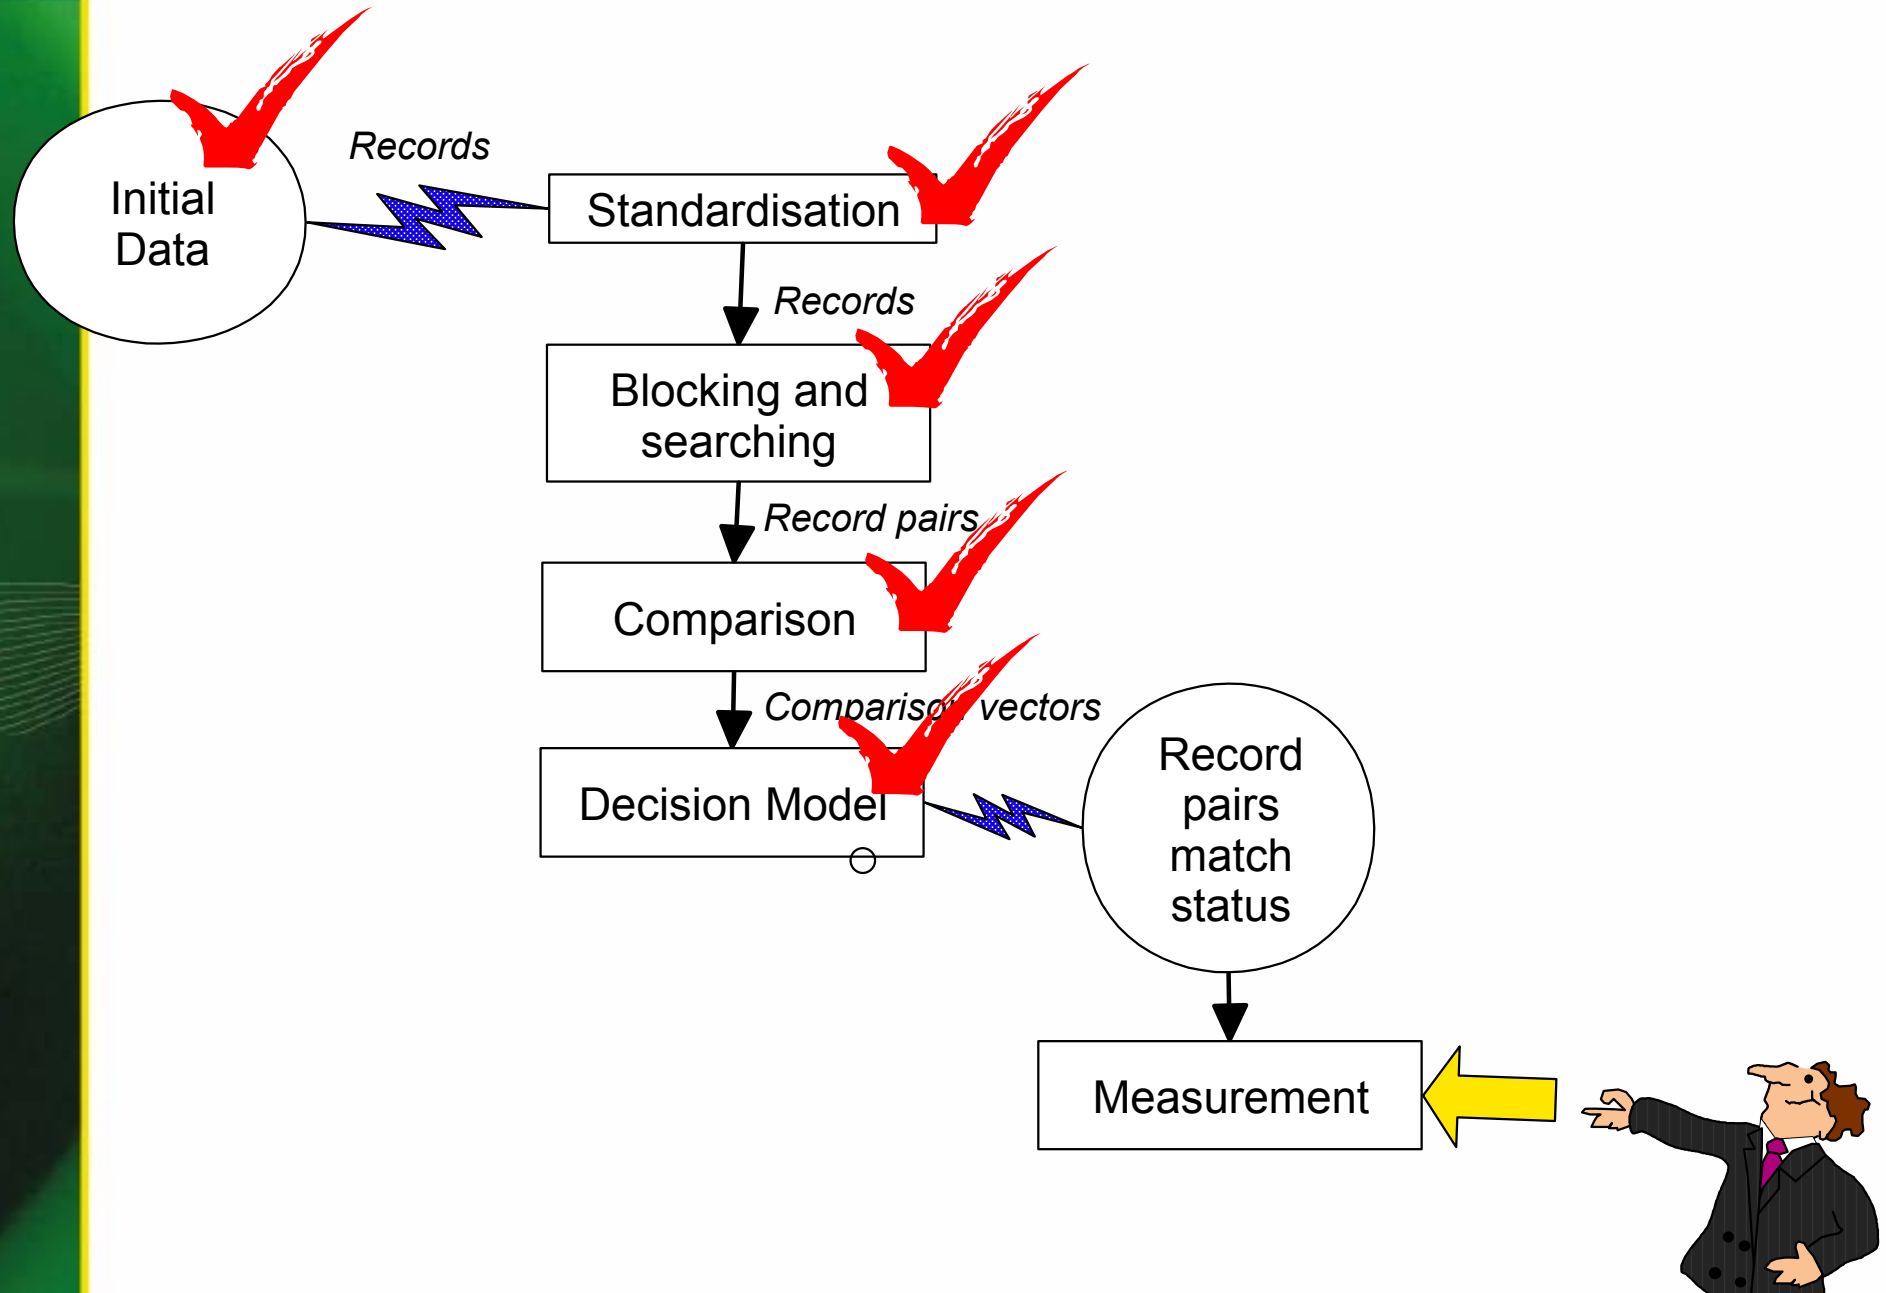 Initial
Data
Records
Standardisation
Records
Blocking and
searching
Record pairs
Comparison
Comparison vectors
Decision Model
Record
pairs
match
status
Measurement